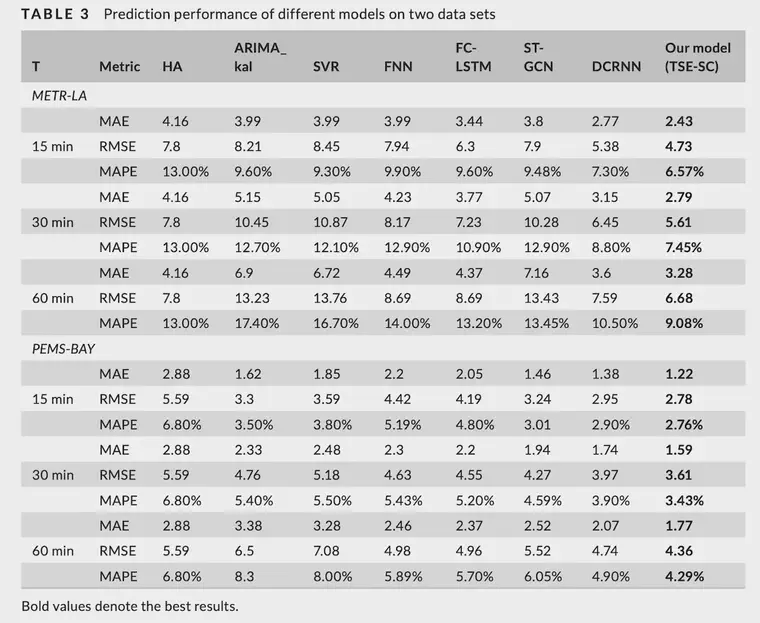 TABLE 3 Prediction performance of different models on two data sets
T Metric HA ARIMA_kal SVR FNN FC-LSTM ST-GCN DCRNN Our model (TSE-SC)
METR-LA
MAE 4.16 3.99 3.99 3.99 3.44 3.8 2.77 2.43
15 min RMSE 7.8 8.21 8.45 7.94 6.3 7.9 5.38 4.73
MAPE 13.00% 9.60% 9.30% 9.90% 9.60% 9.48% 7.30% 6.57%
MAE 4.16 5.15 5.05 4.23 3.77 5.07 3.15 2.79
30 min RMSE 7.8 10.45 10.87 8.17 7.23 10.28 6.45 5.61
MAPE 13.00% 12.70% 12.10% 12.90% 10.90% 12.90% 8.80% 7.45%
MAE 4.16 6.9 6.72 4.49 4.37 7.16 3.6 3.28
60 min RMSE 7.8 13.23 13.76 8.69 8.69 13.43 7.59 6.68
MAPE 13.00% 17.40% 16.70% 14.00% 13.20% 13.45% 10.50% 9.08%
PEMS-BAY
MAE 2.88 1.62 1.85 2.2 2.05 1.46 1.38 1.22
15 min RMSE 5.59 3.3 3.59 4.42 4.19 3.24 2.95 2.78
MAPE 6.80% 3.50% 3.80% 5.19% 4.80% 3.01 2.90% 2.76%
MAE 2.88 2.33 2.48 2.3 2.2 1.94 1.74 1.59
30 min RMSE 5.59 4.76 5.18 4.63 4.55 4.27 3.97 3.61
MAPE 6.80% 5.40% 5.50% 5.43% 5.20% 4.59% 3.90% 3.43%
MAE 2.88 3.38 3.28 2.46 2.37 2.52 2.07 1.77
60 min RMSE 5.59 6.5 7.08 4.98 4.96 5.52 4.74 4.36
MAPE 6.80% 8.3 8.00% 5.89% 5.70% 6.05% 4.90% 4.29%
Bold values denote the best results.